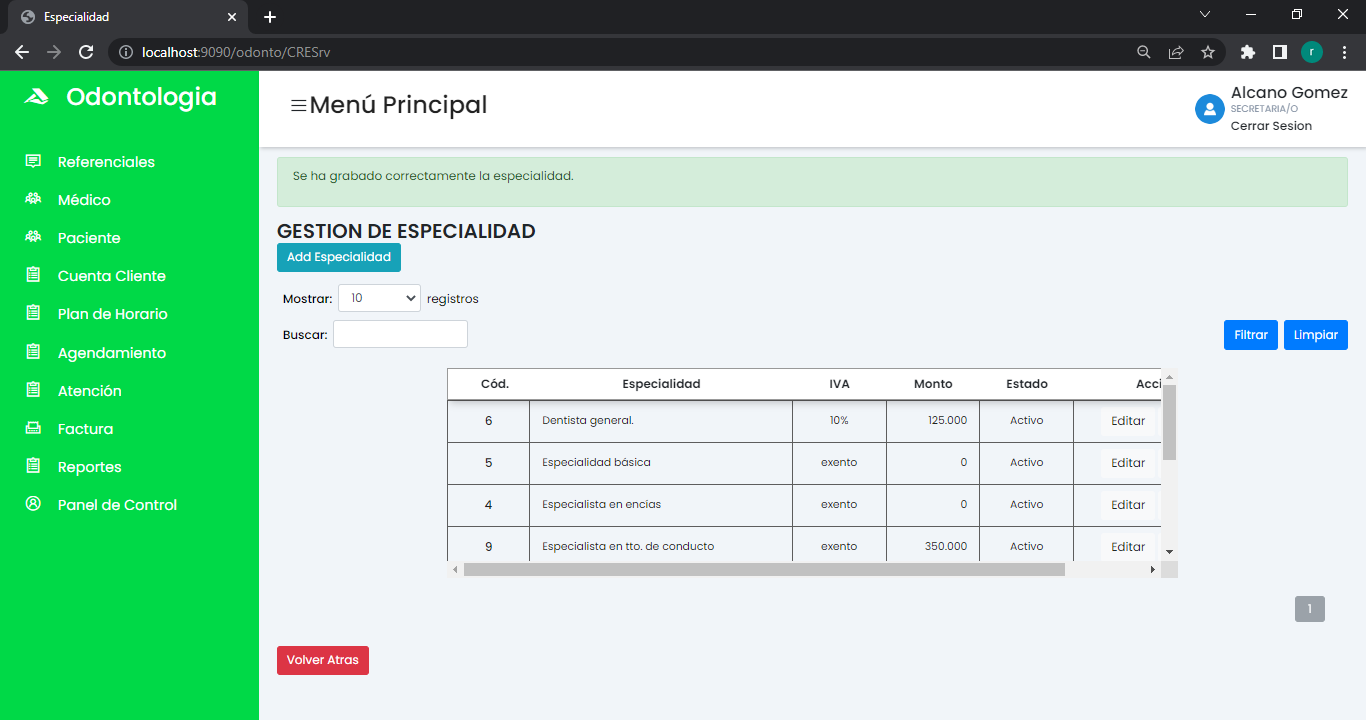 Especialidad
localhost:9090/odonto/CRESrv
r
Odontologia
Menú Principal
Alcano Gomez
SECRETARIA/O
Cerrar Sesion
Referenciales
Médico
Paciente
Cuenta Cliente
Plan de Horario
Agendamiento
Atención
Factura
Reportes
Panel de Control
Se ha grabado correctamente la especialidad.
GESTION DE ESPECIALIDAD
Add Especialidad
Mostrar: 10 registros
Buscar:
Filtrar Limpiar
Cód. Especialidad IVA Monto Estado Acci
6 Dentista general. 10% 125.000 Activo Editar
5 Especialidad básica exento 0 Activo Editar
4 Especialista en encias exento 0 Activo Editar
9 Especialista en tto. de conducto exento 350.000 Activo Editar
1
Volver Atras